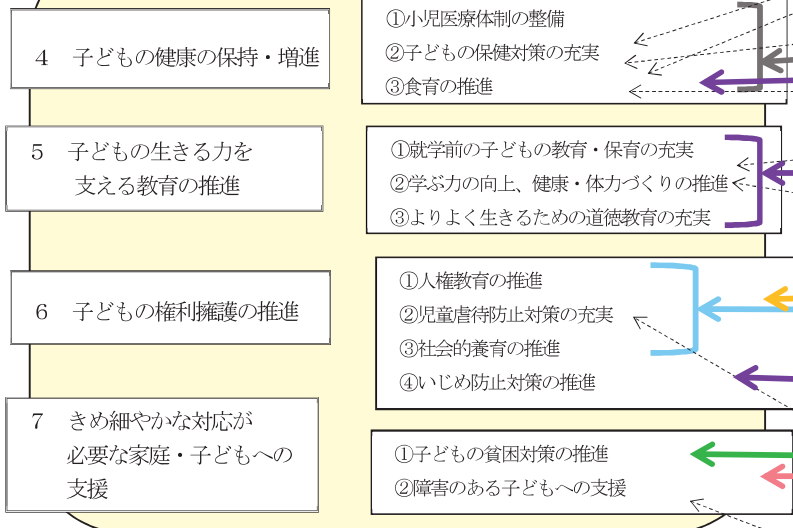 4 子どもの健康の保持・増進
①小児医療体制の整備
②子どもの保健対策の充実
③食育の推進
5 子どもの生きる力を
支える教育の推進
①就学前の子どもの教育・保育の充実
②学ぶ力の向上、健康・体力づくりの推進
③よりよく生きるための道徳教育の充実
6 子どもの権利擁護の推進
①人権教育の推進
②児童虐待防止対策の充実
③社会的養育の推進
④いじめ防止対策の推進
7 きめ細やかな対応が
必要な家庭・子どもへの
支援
①子どもの貧困対策の推進
②障害のある子どもへの支援